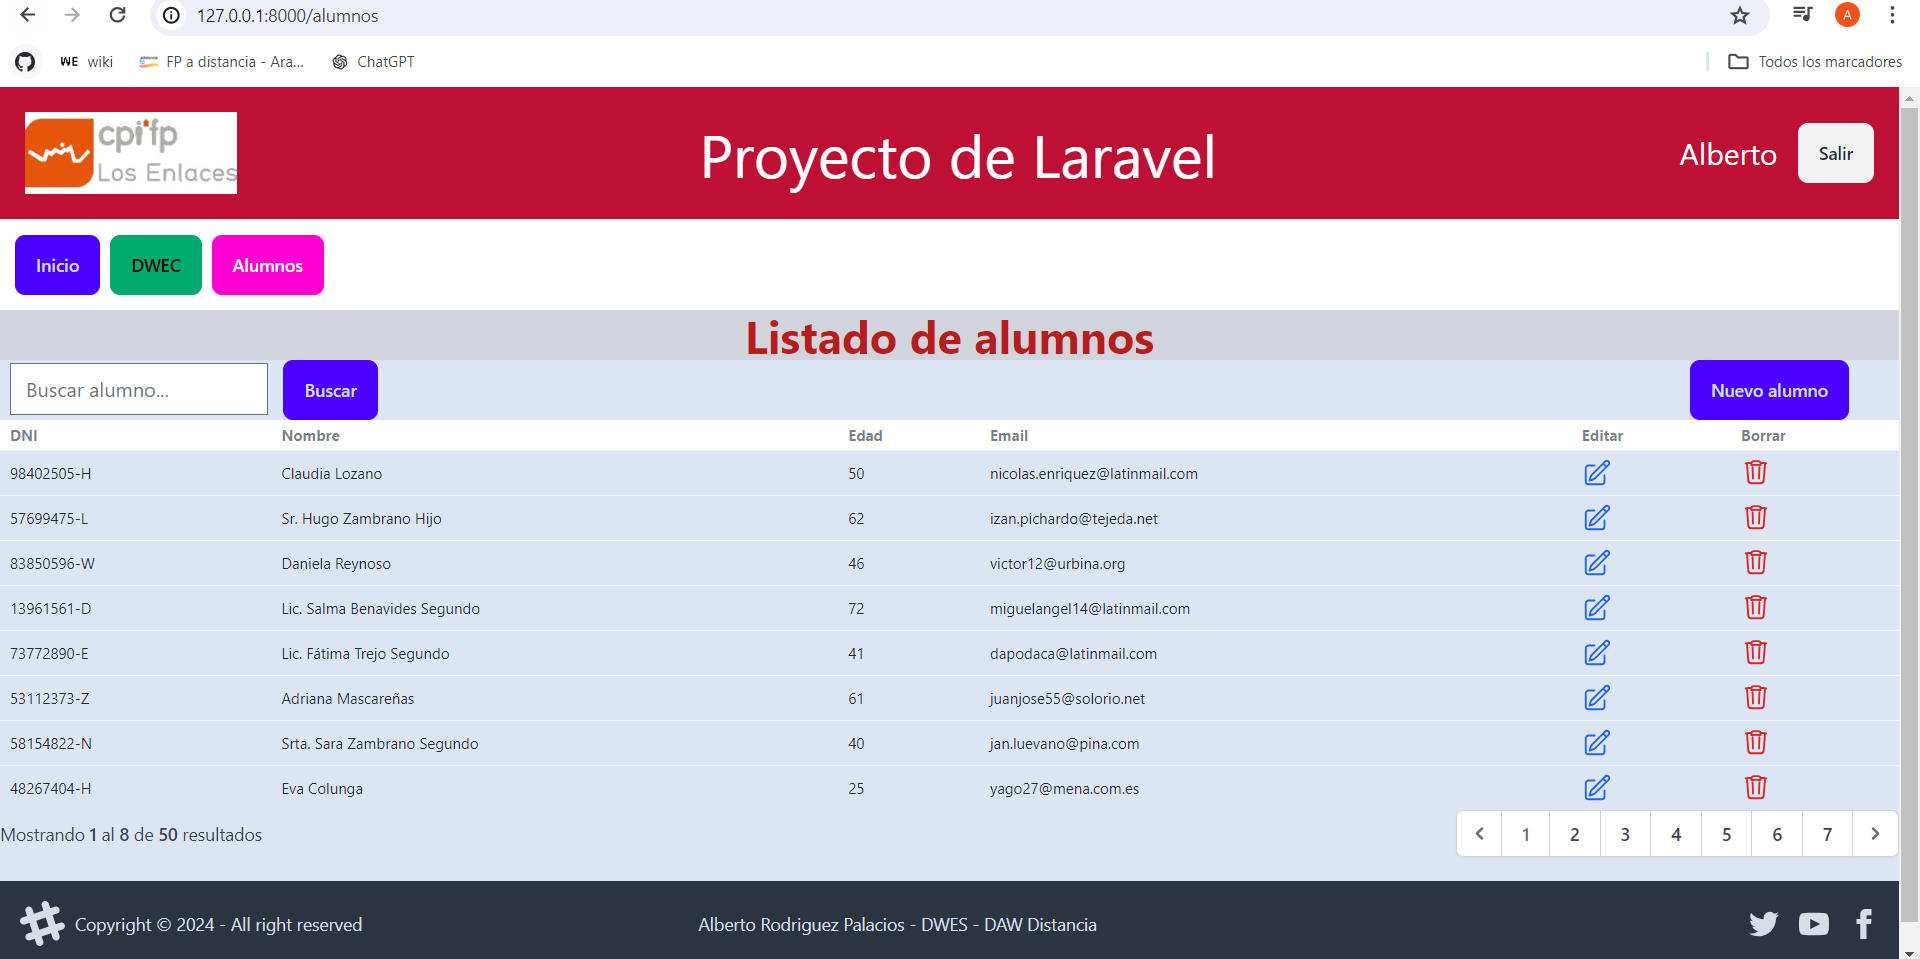 127.0.0.1:8000/alumnos
A
WE wiki FP a distancia - Ara... ChatGPT Todos los marcadores
cpifp
Los Enlaces
Proyecto de Laravel
Alberto Salir
Inicio DWEC Alumnos
Listado de alumnos
Buscar alumno... Buscar Nuevo alumno
DNI Nombre Edad Email Editar Borrar
98402505-H Claudia Lozano 50 nicolas.enriquez@latinmail.com
57699475-L Sr. Hugo Zambrano Hijo 62 izan.pichardo@tejeda.net
83850596-W Daniela Reynoso 46 victor12@urbina.org
13961561-D Lic. Salma Benavides Segundo 72 miguelangel14@latinmail.com
73772890-E Lic. Fátima Trejo Segundo 41 dapodaca@latinmail.com
53112373-Z Adriana Mascareñas 61 juanjose55@solorio.net
58154822-N Srta. Sara Zambrano Segundo 40 jan.luevano@pina.com
48267404-H Eva Colunga 25 yago27@mena.com.es
Mostrando 1 al 8 de 50 resultados 1 2 3 4 5 6 7
Copyright © 2024 - All right reserved Alberto Rodriguez Palacios - DWES - DAW Distancia